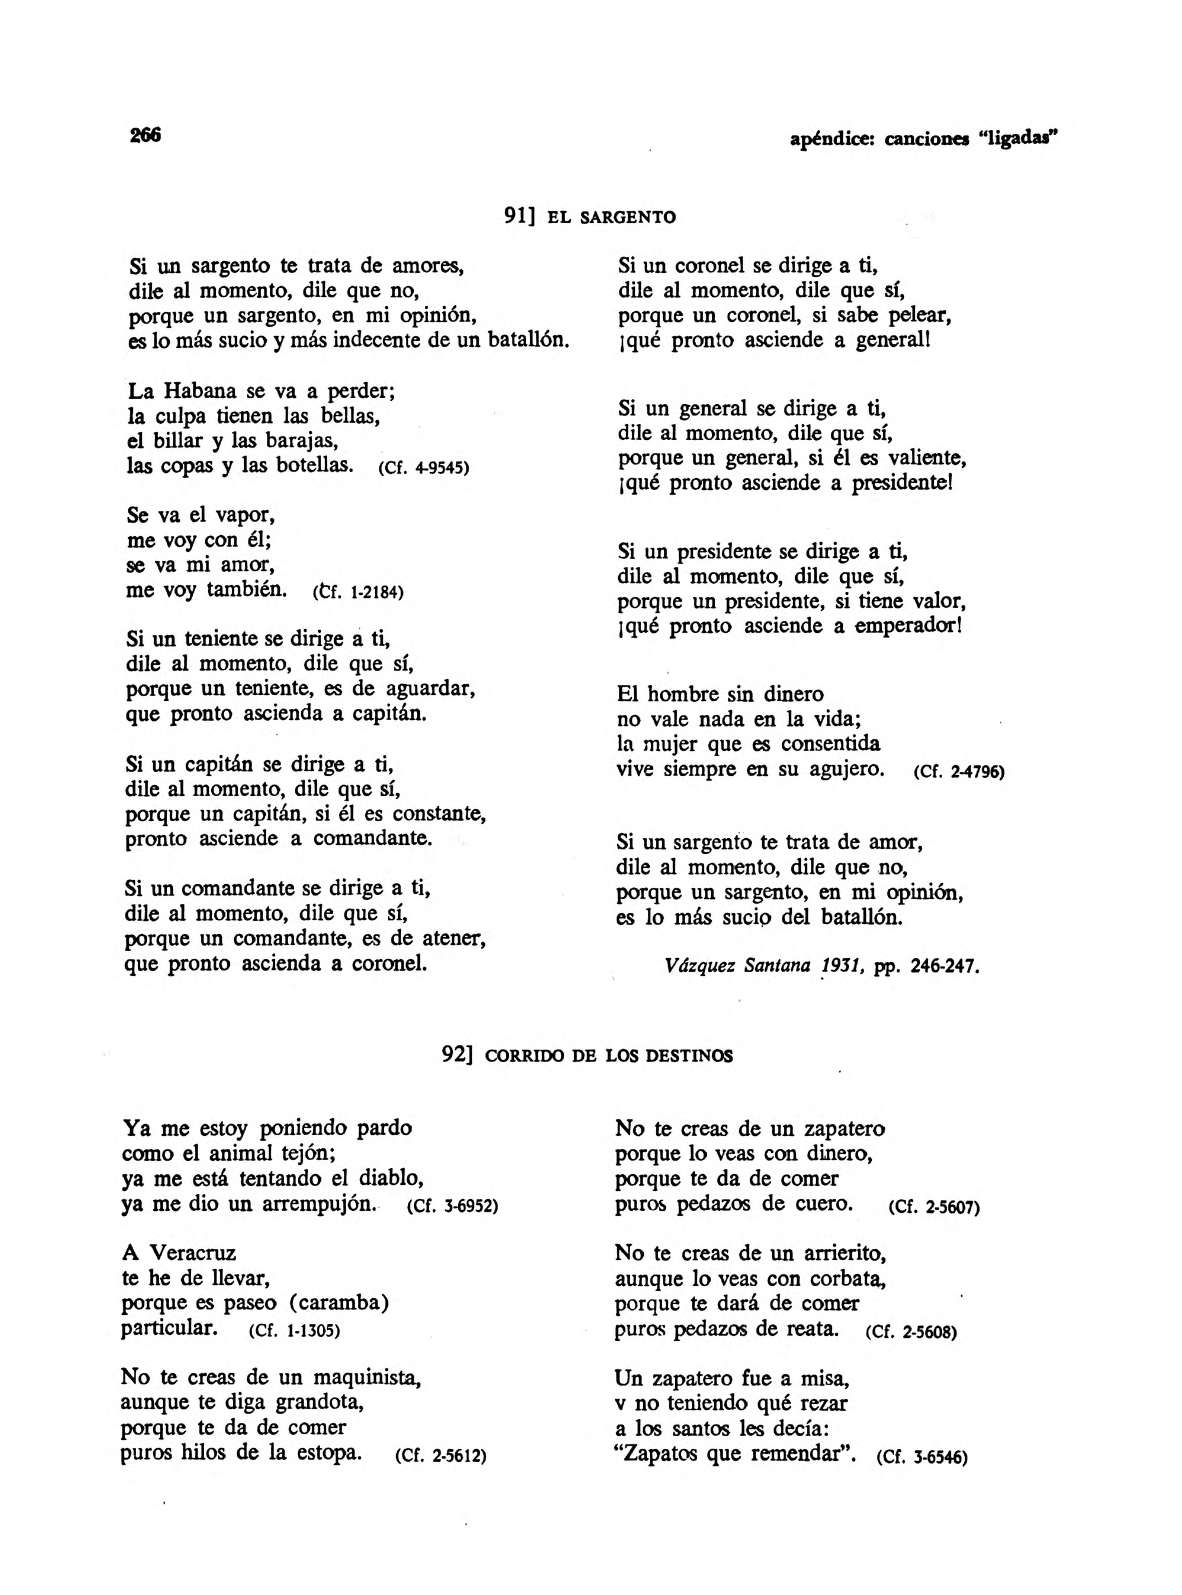 266
apéndice: canciones "ligadas"
91] EL SARGENTO
Si un sargento te trata de amores,
dile al momento, dile que no,
porque un sargento, en mi opinión,
es lo más sucio y más indecente de un batallón.
La Habana se va a perder;
la culpa tienen las bellas,
el billar y las barajas,
las copas y las botellas. (Cf. 4-9545)
Se va el vapor,
me voy con él;
se va mi amor,
me voy también. (Cf. 1-2184)
Si un teniente se dirige a ti,
dile al momento, dile que sí,
porque un teniente, es de aguardar,
que pronto ascienda a capitán.
Si un capitán se dirige a ti,
dile al momento, dile que sí,
porque un capitán, si él es constante,
pronto asciende a comandante.
Si un comandante se dirige a ti,
dile al momento, dile que sí,
porque un comandante, es de atener,
que pronto ascienda a coronel.
Si un coronel se dirige a ti,
dile al momento, dile que sí,
porque un coronel, si sabe pelear,
¡qué pronto asciende a general!
Si un general se dirige a ti,
dile al momento, dile que sí,
porque un general, si él es valiente,
¡qué pronto asciende a presidente!
Si un presidente se dirige a ti,
dile al momento, dile que sí,
porque un presidente, si tiene valor,
¡qué pronto asciende a emperador!
El hombre sin dinero
no vale nada en la vida;
la mujer que es consentida
vive siempre en su agujero. (Cf. 2-4796)
Si un sargento te trata de amor,
dile al momento, dile que no,
porque un sargento, en mi opinión,
es lo más sucio del batallón.
Vázquez Santana 1931, pp. 246-247.
92] CORRIDO DE LOS DESTINOS
Ya me estoy poniendo pardo
como el animal tejón;
ya me está tentando el diablo,
ya me dio un arrempujón. (Cf. 3-6952)
A Veracruz
te he de llevar,
porque es paseo (caramba)
particular. (Cf. 1-1305)
No te creas de un maquinista,
aunque te diga grandota,
porque te da de comer
puros hilos de la estopa. (Cf. 2-5612)
No te creas de un zapatero
porque lo veas con dinero,
porque te da de comer
puros pedazos de cuero. (Cf. 2-5607)
No te creas de un arrierito,
aunque lo veas con corbata,
porque te dará de comer
puros pedazos de reata. (Cf. 2-5608)
Un zapatero fue a misa,
v no teniendo qué rezar
a los santos les decía:
"Zapatos que remendar". (Cf. 3-6546)